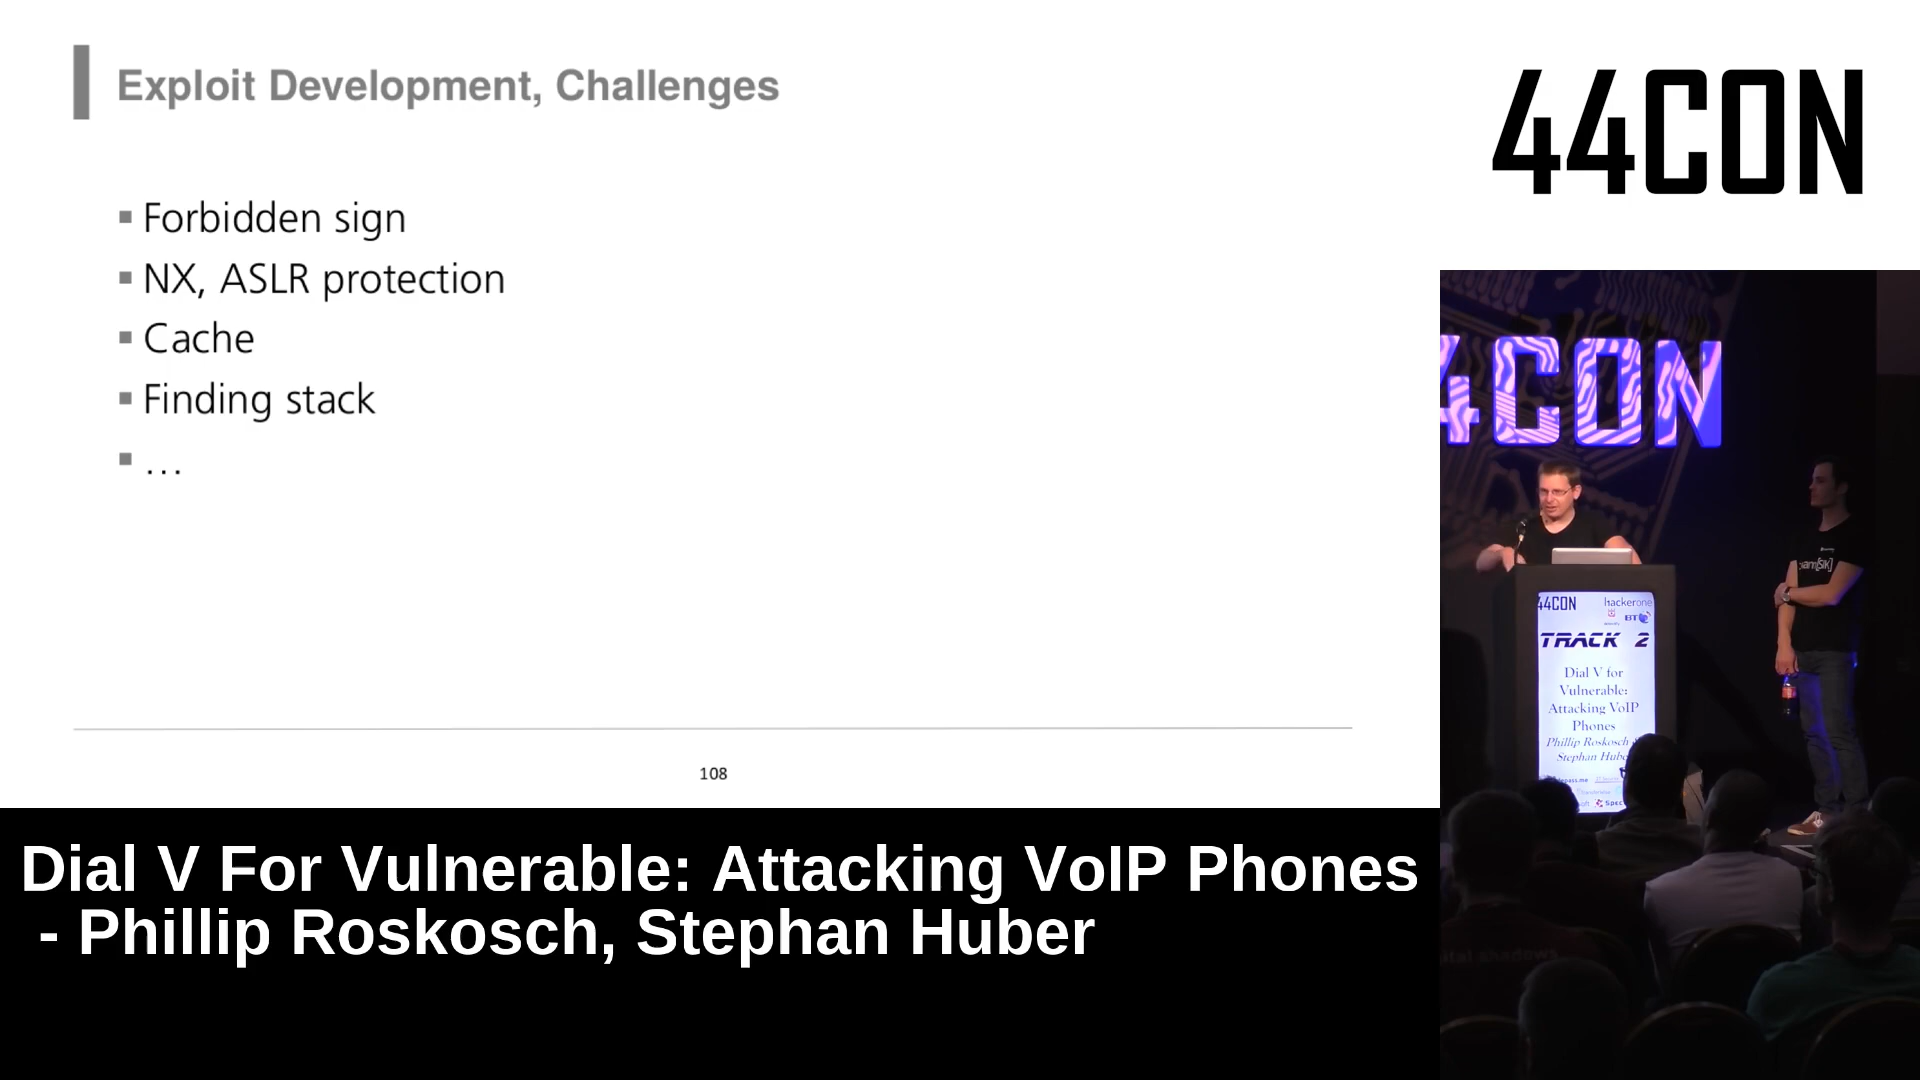 Exploit Development, Challenges
44CON
Forbidden sign
NX, ASLR protection
Cache
Finding stack
...
108
4CON
44CON
hackerone
BT
TRACK 2
Dial V for
Vulnerable:
Attacking VoIP
Phones
Phillip Roskosch
Stephan Huber
Dial V For Vulnerable: Attacking VoIP Phones
- Phillip Roskosch, Stephan Huber